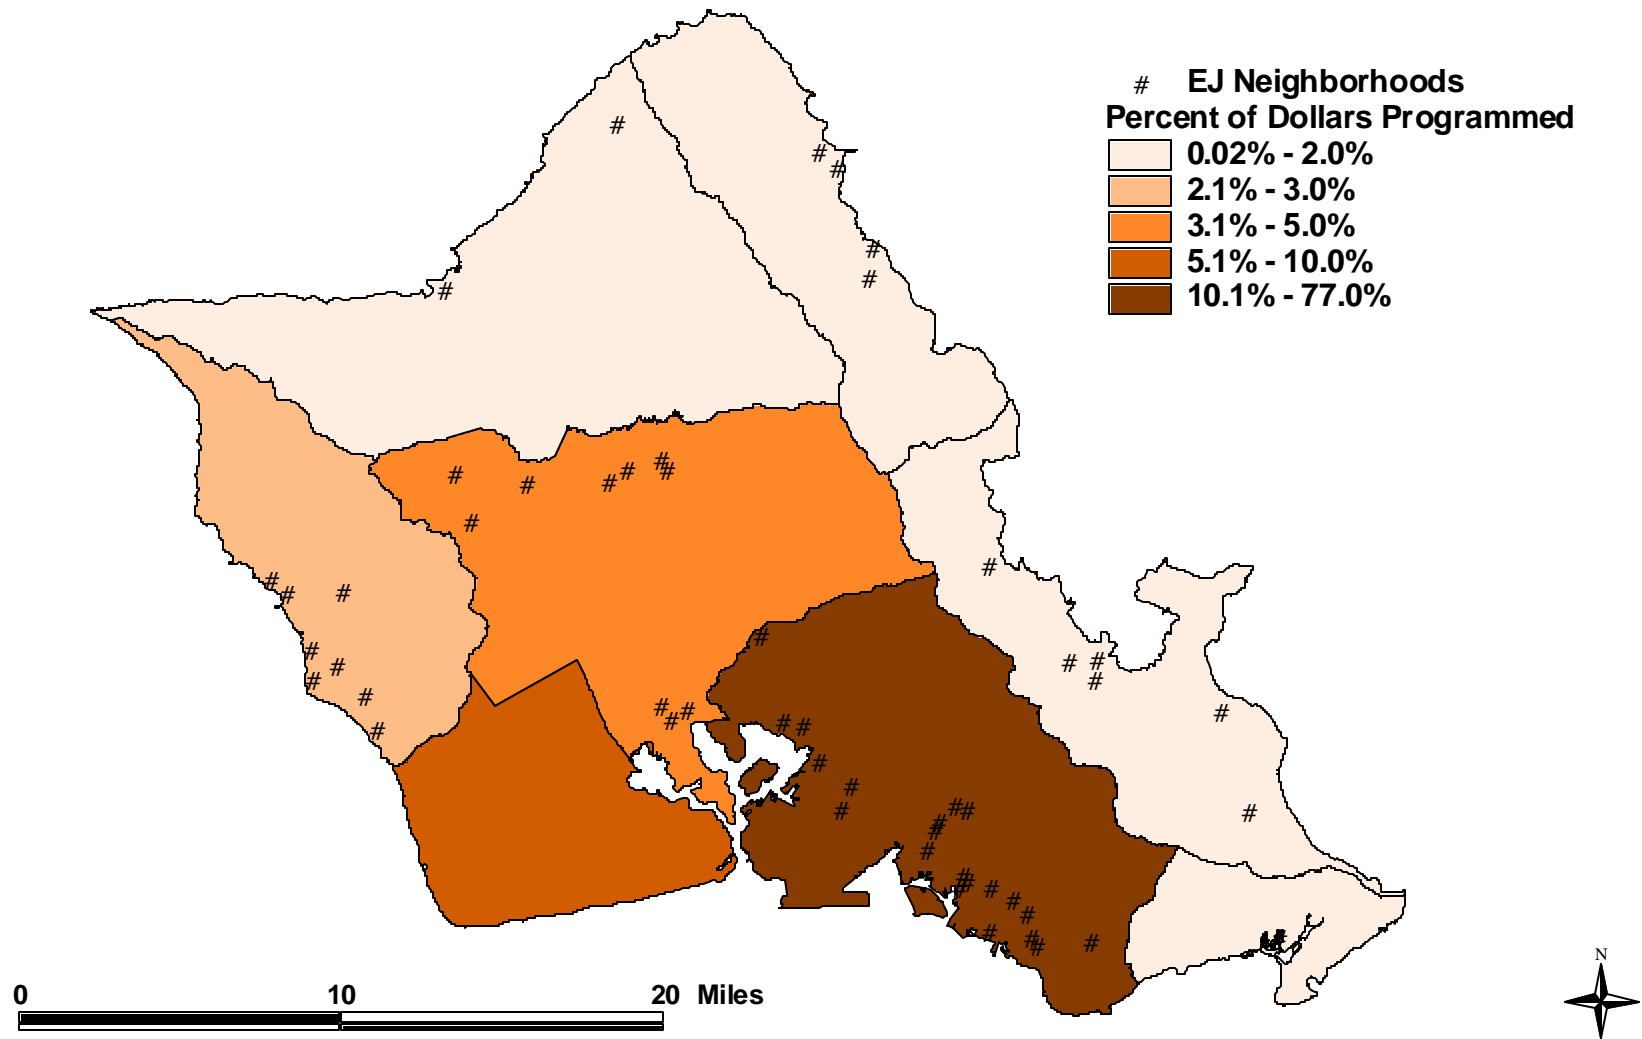 # EJ Neighborhoods
Percent of Dollars Programmed
0.02% - 2.0%
2.1% - 3.0%
3.1% - 5.0%
5.1% - 10.0%
10.1% - 77.0%
N
0 10 20 Miles